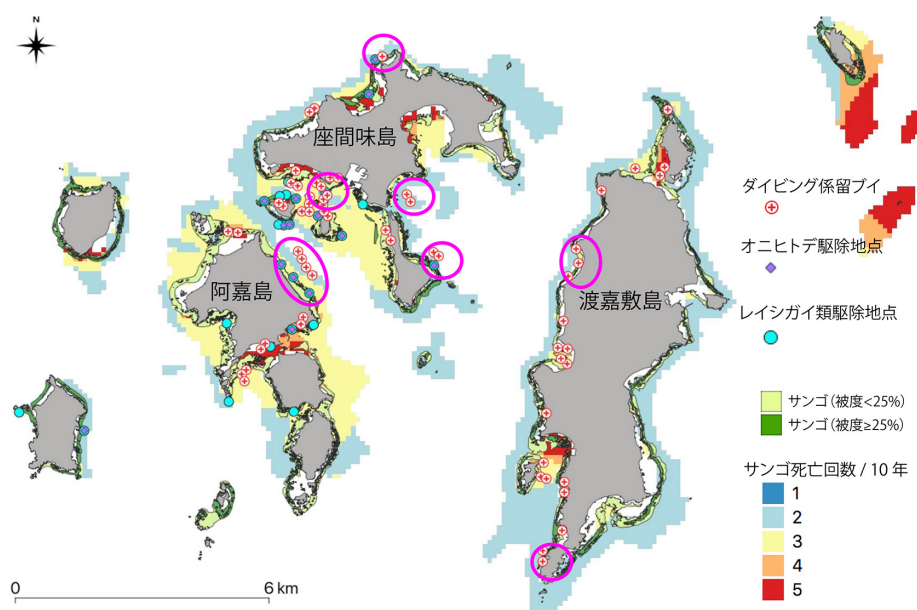 N
座間味島
阿嘉島
渡嘉敷島
ダイビング係留ブイ
オニヒトデ駆除地点
レイシガイ類駆除地点
サンゴ（被度<25%）
サンゴ（被度≥25%）
サンゴ死亡回数 / 10 年
1
2
3
4
5
0 6 km